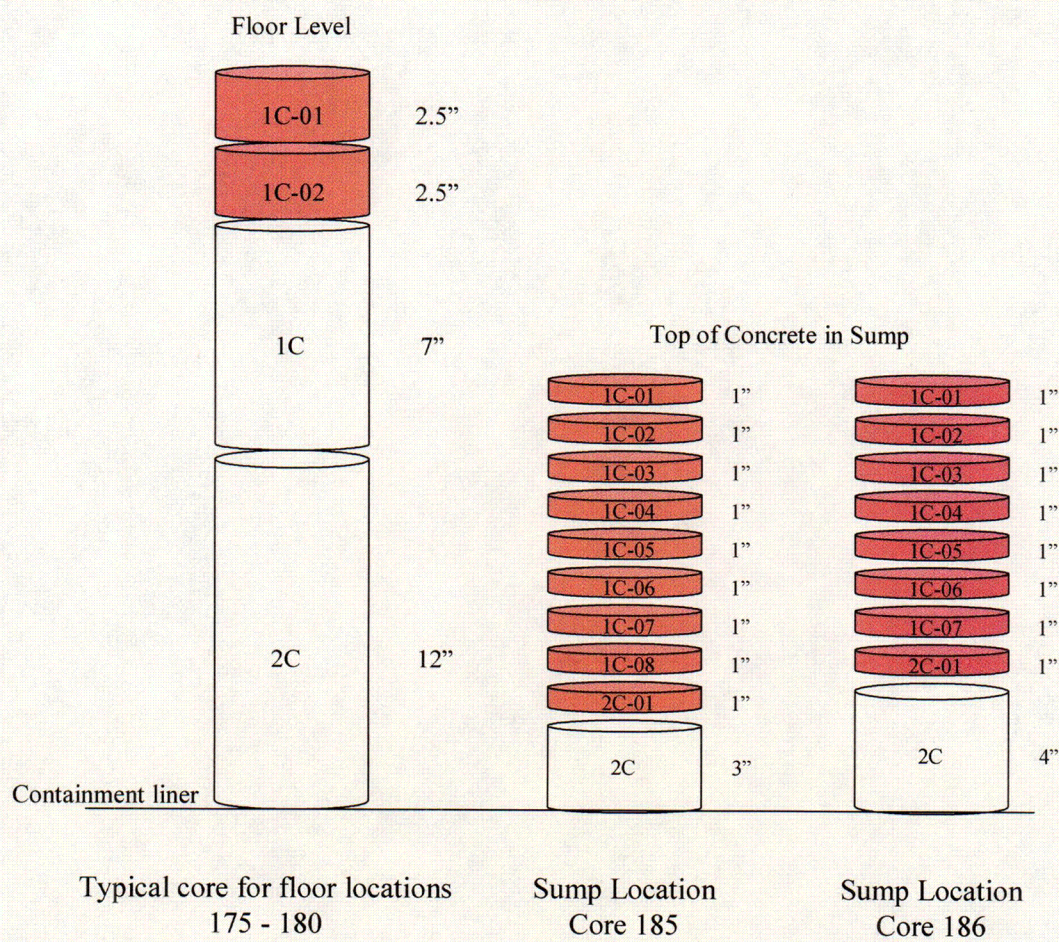 Floor Level
1C-01 2.5”
1C-02 2.5”
1C 7”
2C 12”
Containment liner
Typical core for floor locations
175 - 180
Top of Concrete in Sump
1C-01 1”
1C-02 1”
1C-03 1”
1C-04 1”
1C-05 1”
1C-06 1”
1C-07 1”
1C-08 1”
2C-01 1”
2C 3”
Sump Location
Core 185
1C-01 1”
1C-02 1”
1C-03 1”
1C-04 1”
1C-05 1”
1C-06 1”
1C-07 1”
2C-01 1”
2C 4”
Sump Location
Core 186